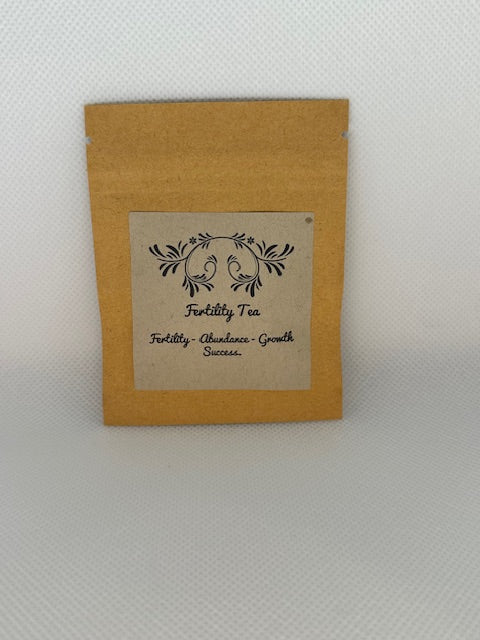 Fertility Tea
Fertility - Abundance - Growth
Success.